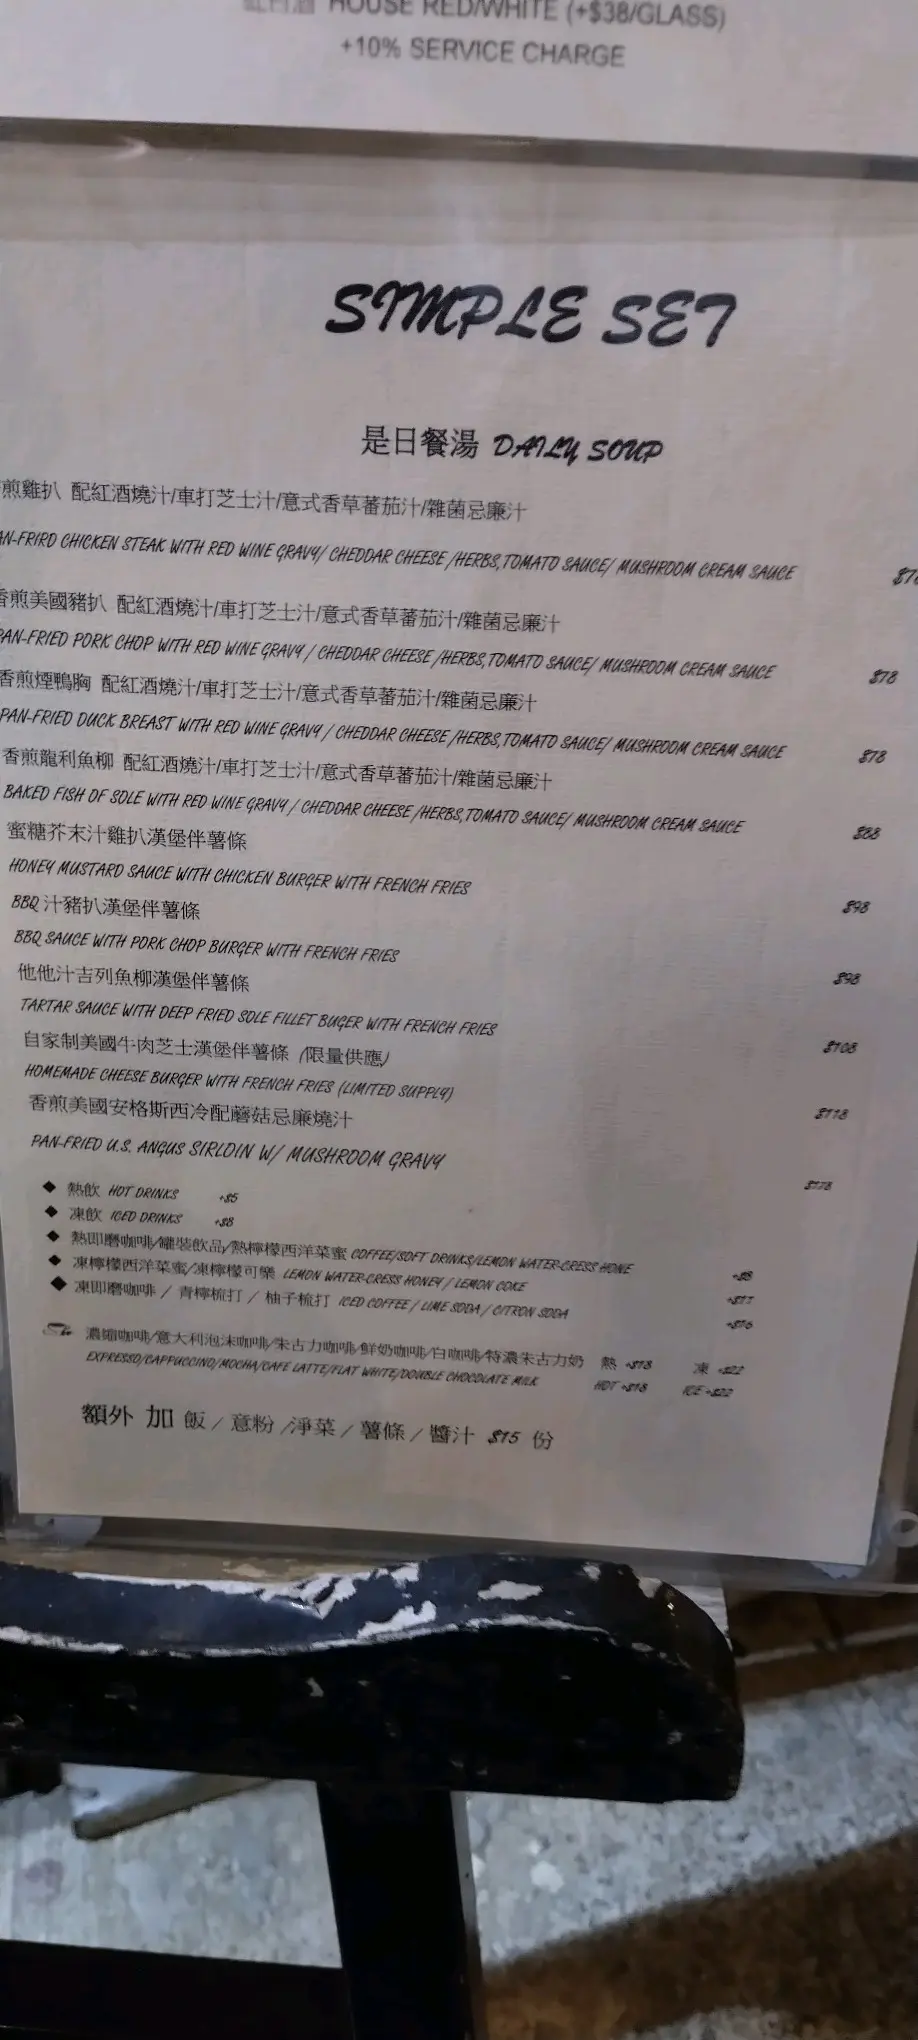 HOUSE RED/WHITE (+$38/GLASS)
+10% SERVICE CHARGE
SIMPLE SET
是日餐湯 DAILY SOUP
煎雞扒 配紅酒燒汁/車打芝士汁/意式香草蕃茄汁/雜菌忌廉汁
AN-FRIRD CHICKEN STEAK WITH RED WINE GRAVY/ CHEDDAR CHEESE /HERBS,TOMATO SAUCE/ MUSHROOM CREAM SAUCE
香煎美國豬扒 配紅酒燒汁/車打芝士汁/意式香草蕃茄汁/雜菌忌廉汁
PAN-FRIED PORK CHOP WITH RED WINE GRAVY / CHEDDAR CHEESE /HERBS,TOMATO SAUCE/ MUSHROOM CREAM SAUCE $78
香煎煙鴨胸 配紅酒燒汁/車打芝士汁/意式香草蕃茄汁/雜菌忌廉汁
PAN-FRIED DUCK BREAST WITH RED WINE GRAVY / CHEDDAR CHEESE /HERBS,TOMATO SAUCE/ MUSHROOM CREAM SAUCE $78
香煎龍利魚柳 配紅酒燒汁/車打芝士汁/意式香草蕃茄汁/雜菌忌廉汁
BAKED FISH OF SOLE WITH RED WINE GRAVY / CHEDDAR CHEESE /HERBS,TOMATO SAUCE/ MUSHROOM CREAM SAUCE $88
蜜糖芥末汁雞扒漢堡伴薯條
HONEY MUSTARD SAUCE WITH CHICKEN BURGER WITH FRENCH FRIES $98
BBQ 汁豬扒漢堡伴薯條
BBQ SAUCE WITH PORK CHOP BURGER WITH FRENCH FRIES $98
他他汁吉列魚柳漢堡伴薯條
TARTAR SAUCE WITH DEEP FRIED SOLE FILLET BUGER WITH FRENCH FRIES $108
自家制美國牛肉芝士漢堡伴薯條 (限量供應)
HOMEMADE CHEESE BURGER WITH FRENCH FRIES (LIMITED SUPPLY) $118
香煎美國安格斯西冷配蘑菇忌廉燒汁
PAN-FRIED U.S. ANGUS SIRLOIN W/ MUSHROOM GRAVY
◆ 熱飲 HOT DRINKS +$5
◆ 凍飲 ICED DRINKS +$8
◆ 熱即磨咖啡/罐裝飲品/熱檸檬西洋菜蜜 COFFEE/SOFT DRINKS/LEMON WATER-CRESS HONE +$8
◆ 凍檸檬西洋菜蜜/凍檸檬可樂 LEMON WATER-CRESS HONEY / LEMON COKE +$11
◆ 凍即磨咖啡 / 青檸梳打 / 柚子梳打 ICED COFFEE / LIME SODA / CITRON SODA +$16
濃縮咖啡/意大利泡沫咖啡/朱古力咖啡/鮮奶咖啡/白咖啡/特濃朱古力奶 熱 +$18 凍 +$22
EXPRESSO/CAPPUCCINO/MOCHA/CAFE LATTE/FLAT WHITE/DOUBLE CHOCOLATE MILK HOT +$18 ICE +$22
額外 加 飯 / 意粉 /淨菜 / 薯條 / 醬汁 $15 份